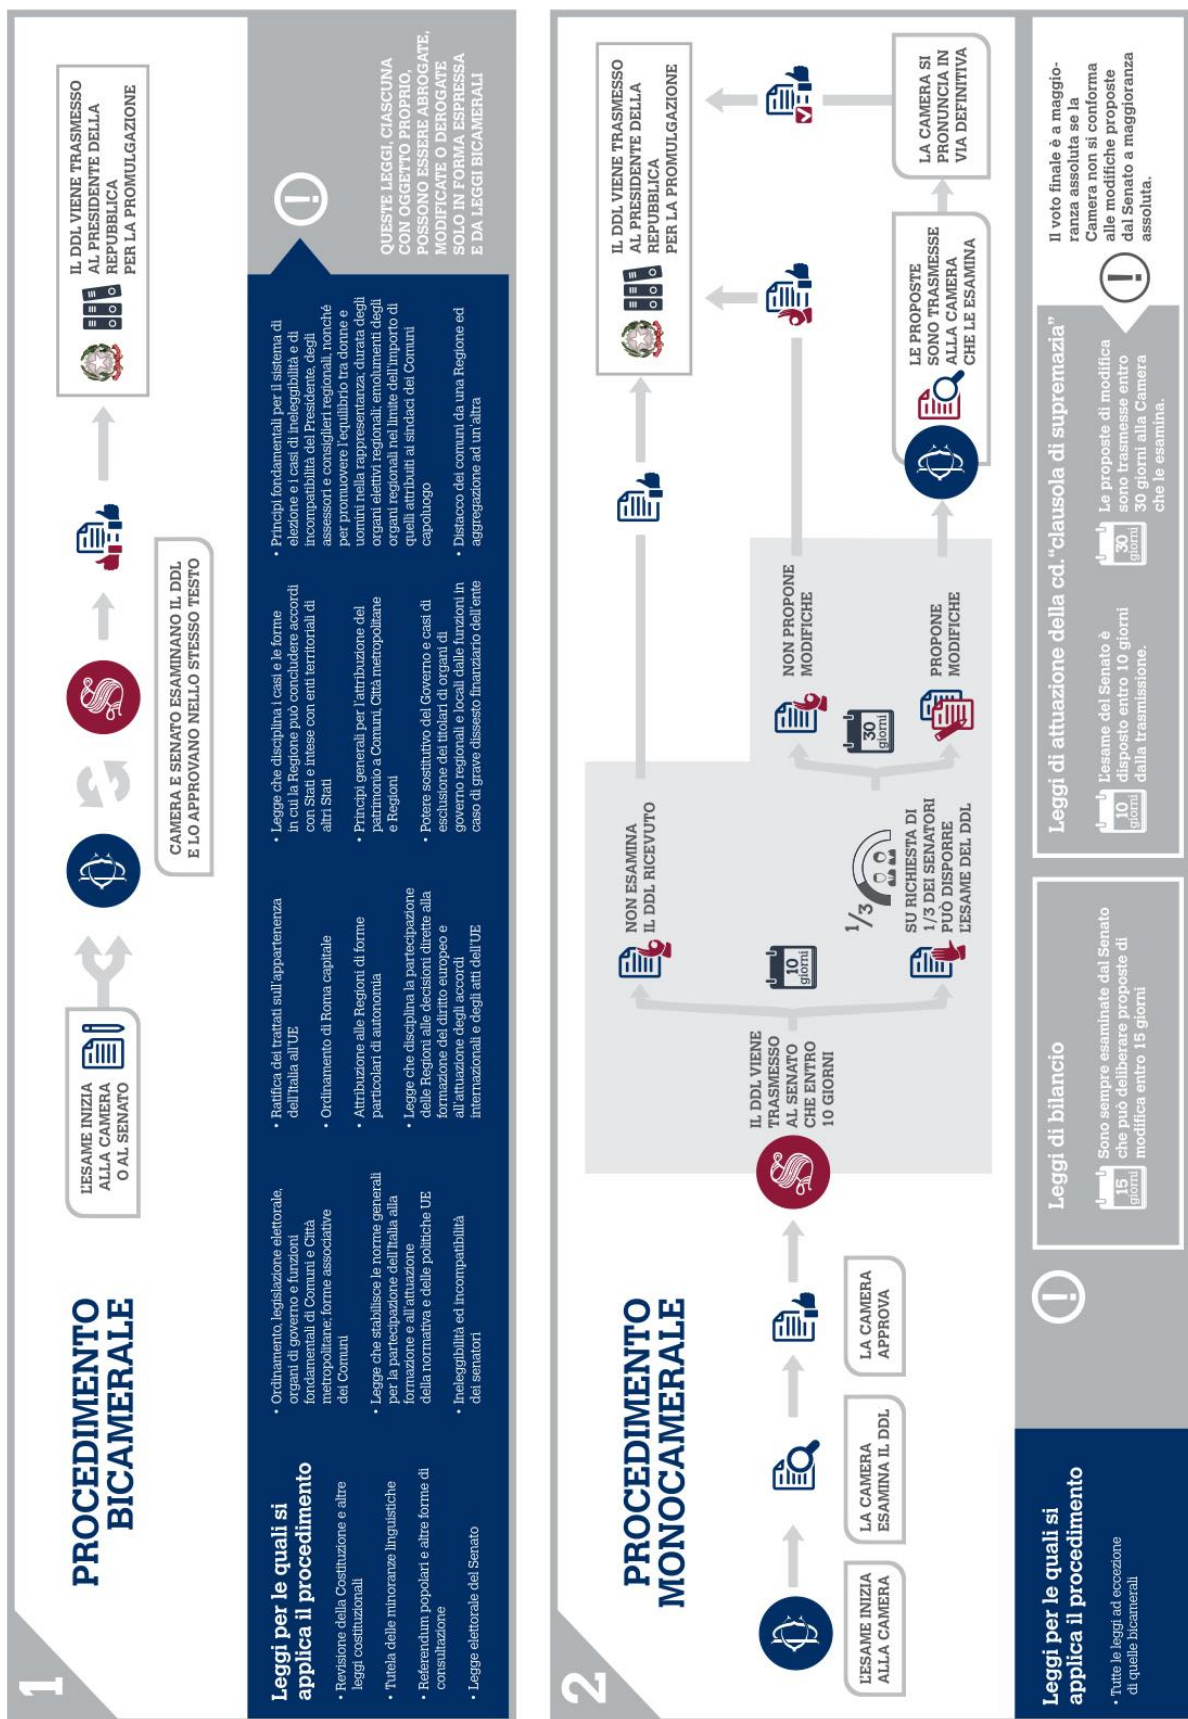 1
PROCEDIMENTO
BICAMERALE
L'ESAME INIZIA
ALLA CAMERA
O AL SENATO
CAMERA E SENATO ESAMINANO IL DDL
E LO APPROVANO NELLO STESSO TESTO
IL DDL VIENE TRASMESSO
AL PRESIDENTE DELLA
REPUBBLICA
PER LA PROMULGAZIONE
Leggi per le quali si
applica il procedimento
• Revisione della Costituzione e altre
leggi costituzionali
• Tutela delle minoranze linguistiche
• Referendum popolari e altre forme di
consultazione
• Legge elettorale del Senato
• Ordinamento, legislazione elettorale,
organi di governo e funzioni
fondamentali di Comuni e Città
metropolitane; forme associative
dei Comuni
• Legge che stabilisce le norme generali
per la partecipazione dell'Italia alla
formazione e all'attuazione
della normativa e delle politiche UE
• Ineleggibilità ed incompatibilità
dei senatori
• Ratifica dei trattati sull'appartenenza
dell'Italia all'UE
• Ordinamento di Roma capitale
• Attribuzione alle Regioni di forme
particolari di autonomia
• Legge che disciplina la partecipazione
delle Regioni alle decisioni dirette alla
formazione del diritto europeo e
all'attuazione degli accordi
internazionali e degli atti dell'UE
• Legge che disciplina i casi e le forme
in cui la Regione può concludere accordi
con Stati e intese con enti territoriali di
altri Stati
• Principi generali per l'attribuzione del
patrimonio a Comuni, Città metropolitane
e Regioni
• Potere sostitutivo del Governo e casi di
esclusione dei titolari di organi di
governo regionali e locali dalle funzioni in
caso di grave dissesto finanziario dell'ente
• Principi fondamentali per il sistema di
elezione e i casi di ineleggibilità e di
incompatibilità del Presidente, degli
assessori e consiglieri regionali, nonché
per promuovere l'equilibrio tra donne e
uomini nella rappresentanza; durata degli
organi elettivi regionali; emolumenti degli
organi regionali nel limite dell'importo di
quelli attribuiti ai sindaci dei Comuni
capoluogo
• Distacco dei comuni da una Regione ed
aggregazione ad un'altra
!
QUESTE LEGGI, CIASCUNA
CON OGGETTO PROPRIO,
POSSONO ESSERE ABROGATE,
MODIFICATE O DEROGATE
SOLO IN FORMA ESPRESSA
E DA LEGGI BICAMERALI
2
PROCEDIMENTO
MONOCAMERALE
L'ESAME INIZIA
ALLA CAMERA
LA CAMERA
ESAMINA IL DDL
LA CAMERA
APPROVA
IL DDL VIENE
TRASMESSO
AL SENATO
CHE ENTRO
10 GIORNI
10
giorni
NON ESAMINA
IL DDL RICEVUTO
1/3
SU RICHIESTA DI
1/3 DEI SENATORI
PUÒ DISPORRE
L'ESAME DEL DDL
30
giorni
NON PROPONE
MODIFICHE
PROPONE
MODIFICHE
IL DDL VIENE TRASMESSO
AL PRESIDENTE DELLA
REPUBBLICA
PER LA PROMULGAZIONE
LE PROPOSTE
SONO TRASMESSE
ALLA CAMERA
CHE LE ESAMINA
LA CAMERA SI
PRONUNCIA IN
VIA DEFINITIVA
Leggi per le quali si
applica il procedimento
• Tutte le leggi ad eccezione
di quelle bicamerali
!
Leggi di bilancio
15
giorni
Sono sempre esaminate dal Senato
che può deliberare proposte di
modifica entro 15 giorni
Leggi di attuazione della cd. "clausola di supremazia"
10
giorni
L'esame del Senato è
disposto entro 10 giorni
dalla trasmissione.
30
giorni
Le proposte di modifica
sono trasmesse entro
30 giorni alla Camera
che le esamina.
!
Il voto finale è a maggio-
ranza assoluta se la
Camera non si conforma
alle modifiche proposte
dal Senato a maggioranza
assoluta.